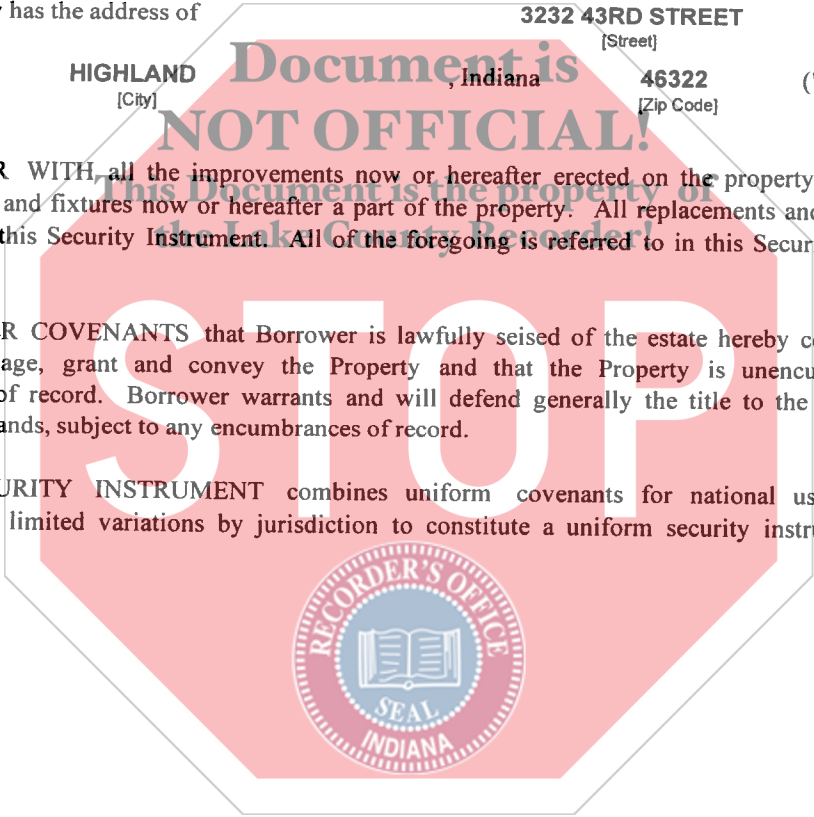 has the address of
3232 43RD STREET
[Street]
HIGHLAND , Indiana 46322 ("
[City] [Zip Code]
Document is
NOT OFFICIAL!
This Document is the property of
the Lake County Recorder!
R WITH all the improvements now or hereafter erected on the property
and fixtures now or hereafter a part of the property. All replacements and
this Security Instrument. All of the foregoing is referred to in this Secur
STOP
R COVENANTS that Borrower is lawfully seised of the estate hereby c
age, grant and convey the Property and that the Property is unencu
of record. Borrower warrants and will defend generally the title to the
ands, subject to any encumbrances of record.
URITY INSTRUMENT combines uniform covenants for national us
limited variations by jurisdiction to constitute a uniform security instru
RECORDER'S OFFICE
SEAL
INDIANA